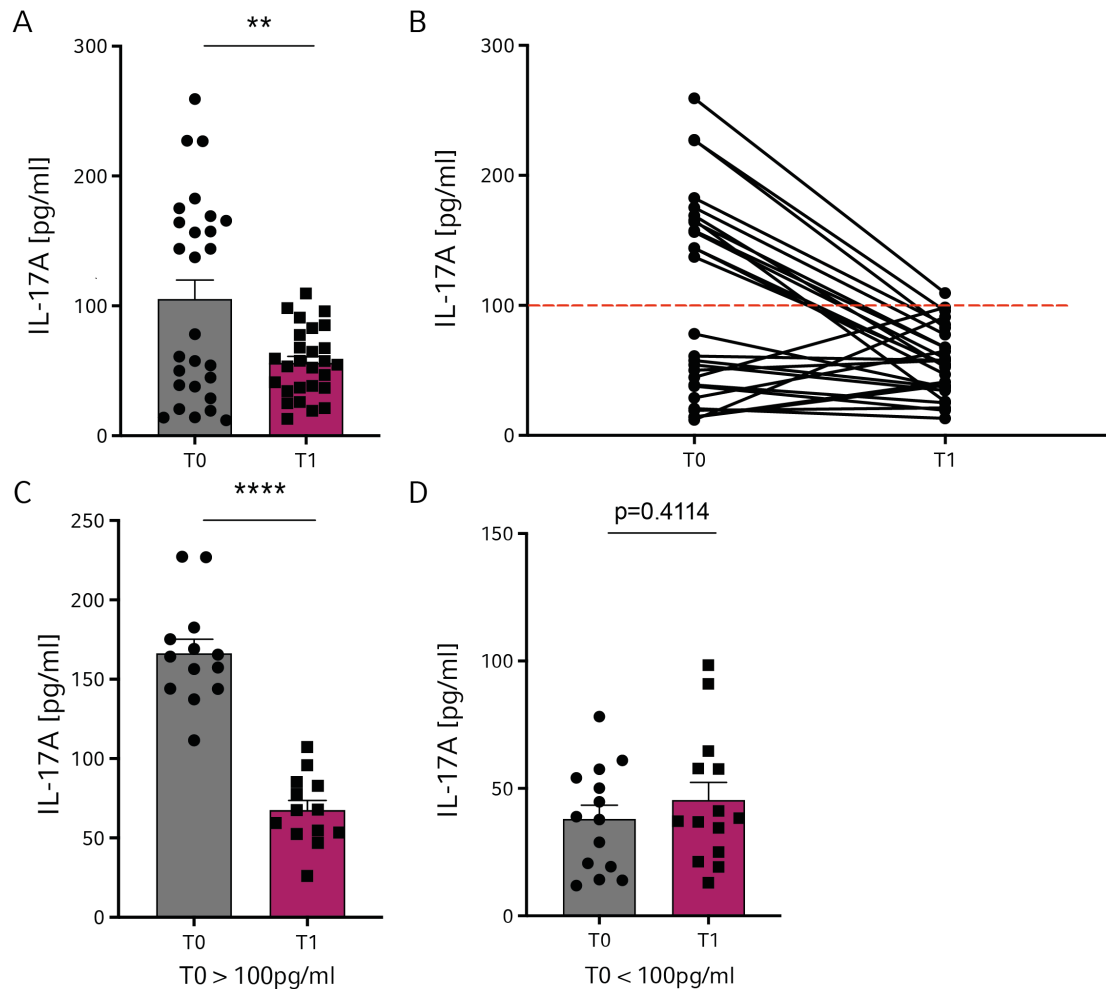 A
**
IL-17A [pg/ml]
300
200
100
0
T0
T1
B
IL-17A [pg/ml]
300
200
100
0
T0
T1
C
****
IL-17A [pg/ml]
250
200
150
100
50
0
T0
T1
T0 > 100pg/ml
D
p=0.4114
IL-17A [pg/ml]
150
100
50
0
T0
T1
T0 < 100pg/ml